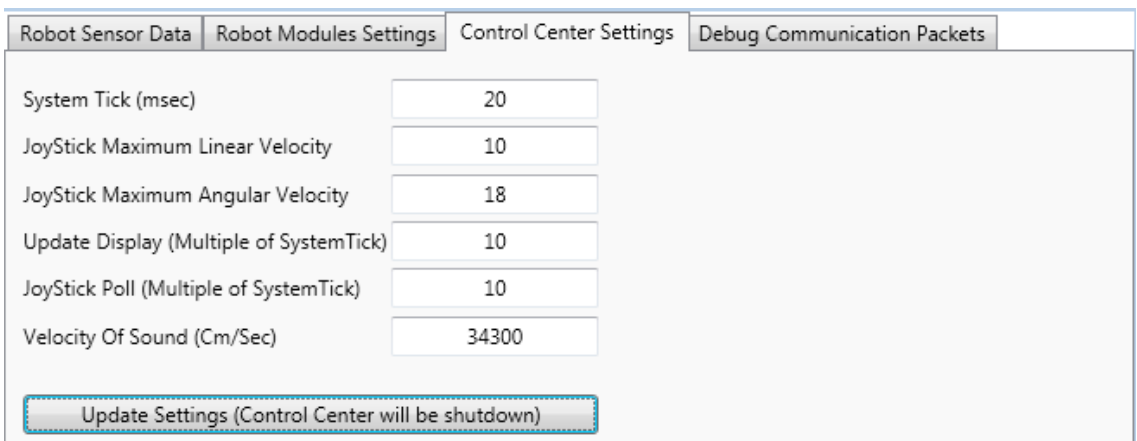 Robot Sensor Data Robot Modules Settings Control Center Settings Debug Communication Packets
System Tick (msec) 20
JoyStick Maximum Linear Velocity 10
JoyStick Maximum Angular Velocity 18
Update Display (Multiple of SystemTick) 10
JoyStick Poll (Multiple of SystemTick) 10
Velocity Of Sound (Cm/Sec) 34300
Update Settings (Control Center will be shutdown)